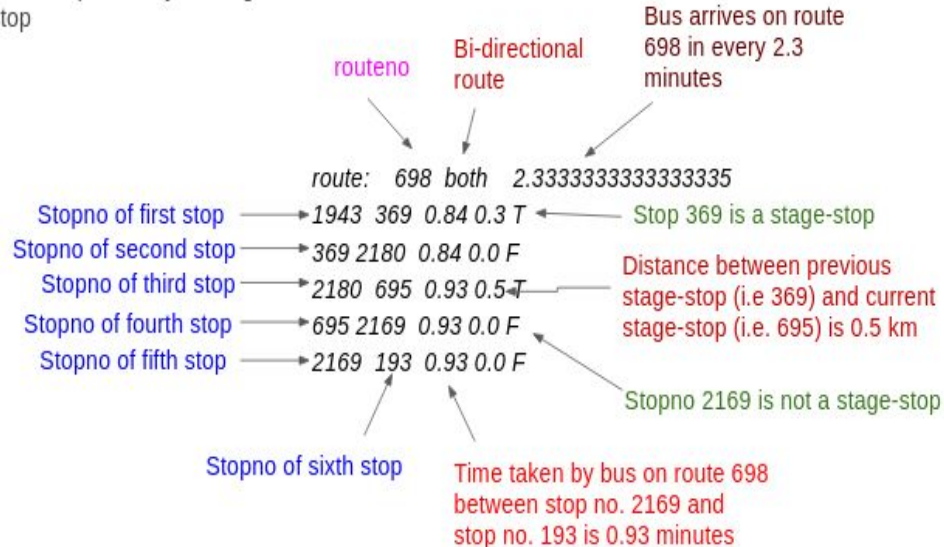 top
Bus arrives on route
698 in every 2.3
minutes
Bi-directional
route
routeno
route: 698 both 2.3333333333333335
Stopno of first stop
1943 369 0.84 0.3 T
Stop 369 is a stage-stop
Stopno of second stop
369 2180 0.84 0.0 F
Stopno of third stop
2180 695 0.93 0.5 T
Distance between previous
stage-stop (i.e 369) and current
stage-stop (i.e. 695) is 0.5 km
Stopno of fourth stop
695 2169 0.93 0.0 F
Stopno of fifth stop
2169 193 0.93 0.0 F
Stopno 2169 is not a stage-stop
Stopno of sixth stop
Time taken by bus on route 698
between stop no. 2169 and
stop no. 193 is 0.93 minutes